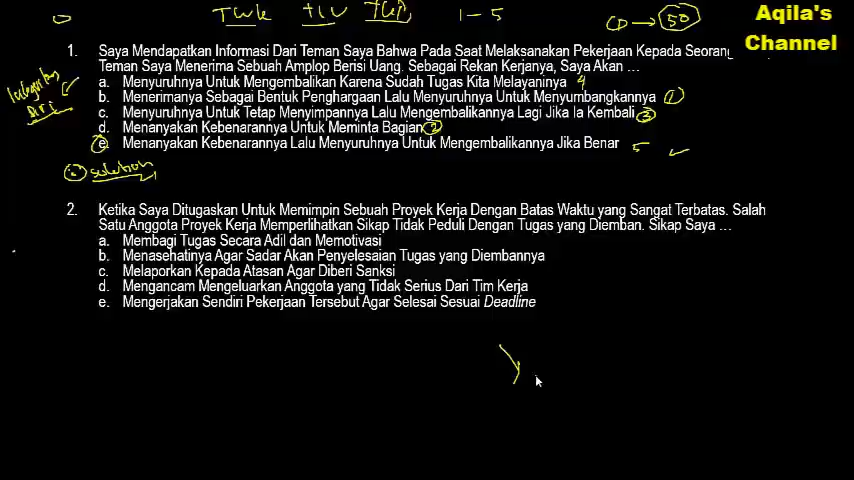 TWK TIU TKP 1-5 → 50
Aqila's
Channel
1. Saya Mendapatkan Informasi Dari Teman Saya Bahwa Pada Saat Melaksanakan Pekerjaan Kepada Seorang
Teman Saya Menerima Sebuah Amplop Berisi Uang. Sebagai Rekan Kerjanya, Saya Akan ...
a. Menyuruhnya Untuk Mengembalikan Karena Sudah Tugas Kita Melayaninya 4
b. Menerimanya Sebagai Bentuk Penghargaan Lalu Menyuruhnya Untuk Menyumbangkannya 1
c. Menyuruhnya Untuk Tetap Menyimpannya Lalu Mengembalikannya Lagi Jika Ia Kembali 3
d. Menanyakan Kebenarannya Untuk Meminta Bagian 2
e. Menanyakan Kebenarannya Lalu Menyuruhnya Untuk Mengembalikannya Jika Benar 5
Integritas
Diri
solution
2. Ketika Saya Ditugaskan Untuk Memimpin Sebuah Proyek Kerja Dengan Batas Waktu yang Sangat Terbatas. Salah
Satu Anggota Proyek Kerja Memperlihatkan Sikap Tidak Peduli Dengan Tugas yang Diemban. Sikap Saya ...
a. Membagi Tugas Secara Adil dan Memotivasi
b. Menasehatinya Agar Sadar Akan Penyelesaian Tugas yang Diembannya
c. Melaporkan Kepada Atasan Agar Diberi Sanksi
d. Mengancam Mengeluarkan Anggota yang Tidak Serius Dari Tim Kerja
e. Mengerjakan Sendiri Pekerjaan Tersebut Agar Selesai Sesuai Deadline